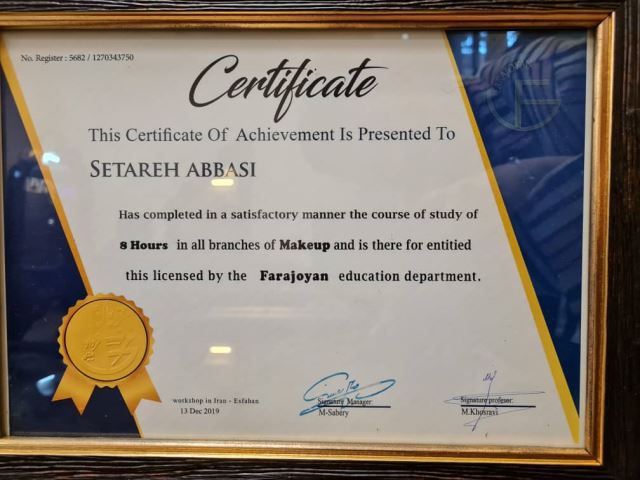 No. Register : 5682 / 1270343750
Certificate
This Certificate Of Achievement Is Presented To
SETAREH ABBASI
Has completed in a satisfactory manner the course of study of
8 Hours in all branches of Makeup and is there for entitied
this licensed by the Farajoyan education department.
workshop in Iran - Esfahan
13 Dec 2019
Signature Manager:
M-Sabery
Signature profesor:
M.Khosravi